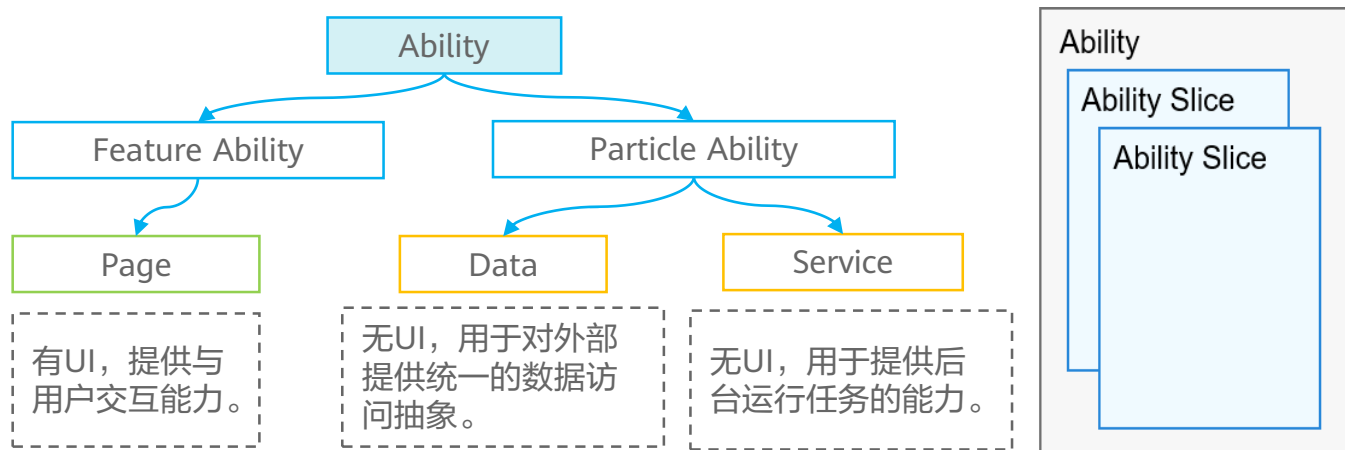 Ability
Feature Ability
Particle Ability
Page
Data
Service
有UI，提供与
用户交互能力。
无UI，用于对外部
提供统一的数据访
问抽象。
无UI，用于提供后
台运行任务的能力。
Ability
Ability Slice
Ability Slice